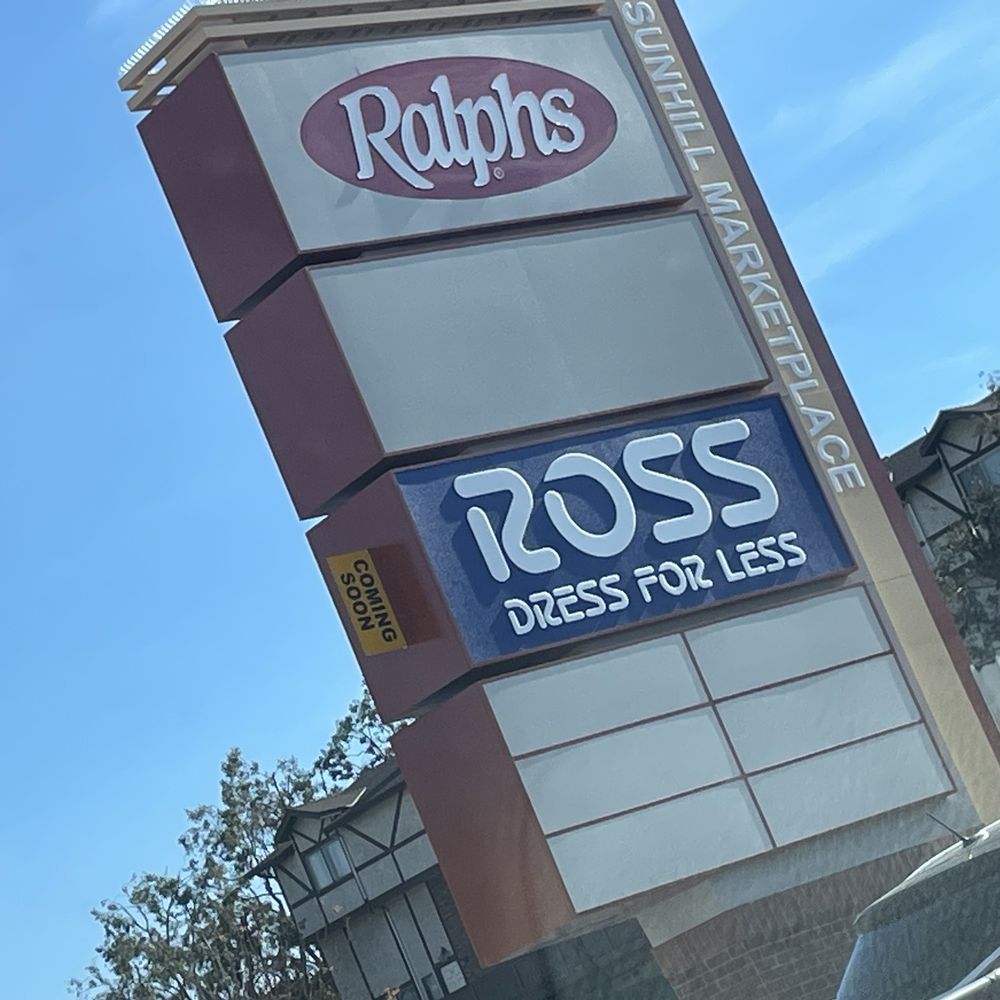 SUNHILL MARKETPLACE
Ralphs®
ROSS
DRESS FOR LESS
COMING
SOON